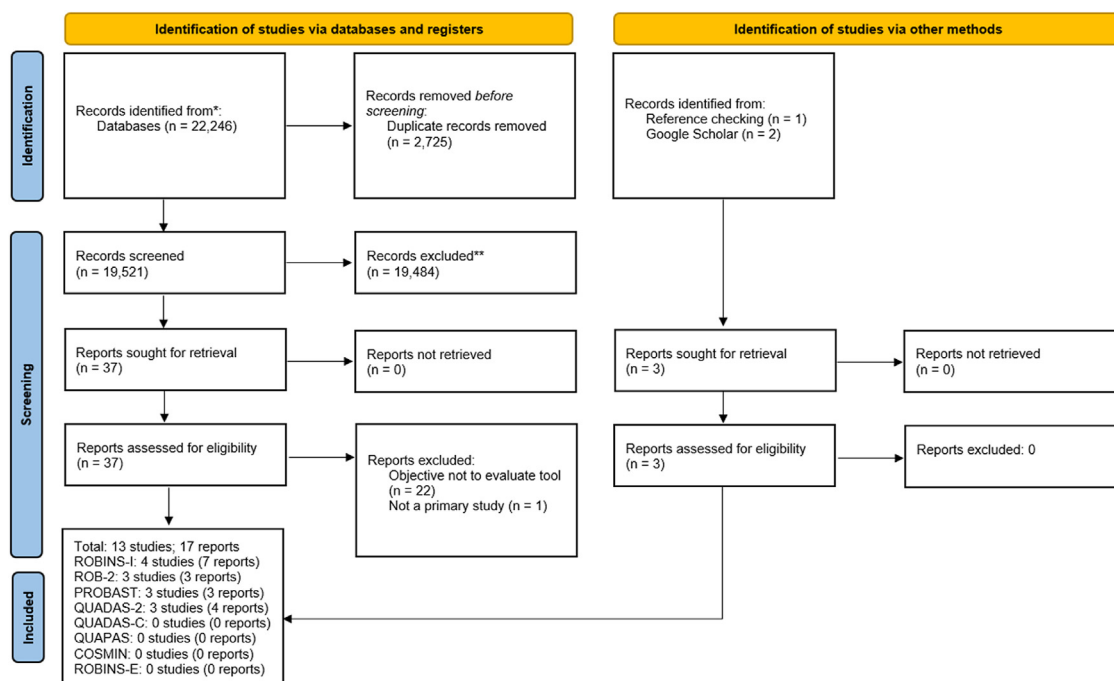 Identification of studies via databases and registers
Identification of studies via other methods
Identification
Records identified from*:
Databases (n = 22,246)
Records removed before
screening:
Duplicate records removed
(n = 2,725)
Records identified from:
Reference checking (n = 1)
Google Scholar (n = 2)
Screening
Records screened
(n = 19,521)
Records excluded**
(n = 19,484)
Reports sought for retrieval
(n = 37)
Reports not retrieved
(n = 0)
Reports sought for retrieval
(n = 3)
Reports not retrieved
(n = 0)
Reports assessed for eligibility
(n = 37)
Reports excluded:
Objective not to evaluate tool
(n = 22)
Not a primary study (n = 1)
Reports assessed for eligibility
(n = 3)
Reports excluded: 0
Included
Total: 13 studies; 17 reports
ROBINS-I: 4 studies (7 reports)
ROB-2: 3 studies (3 reports)
PROBAST: 3 studies (3 reports)
QUADAS-2: 3 studies (4 reports)
QUADAS-C: 0 studies (0 reports)
QUAPAS: 0 studies (0 reports)
COSMIN: 0 studies (0 reports)
ROBINS-E: 0 studies (0 reports)